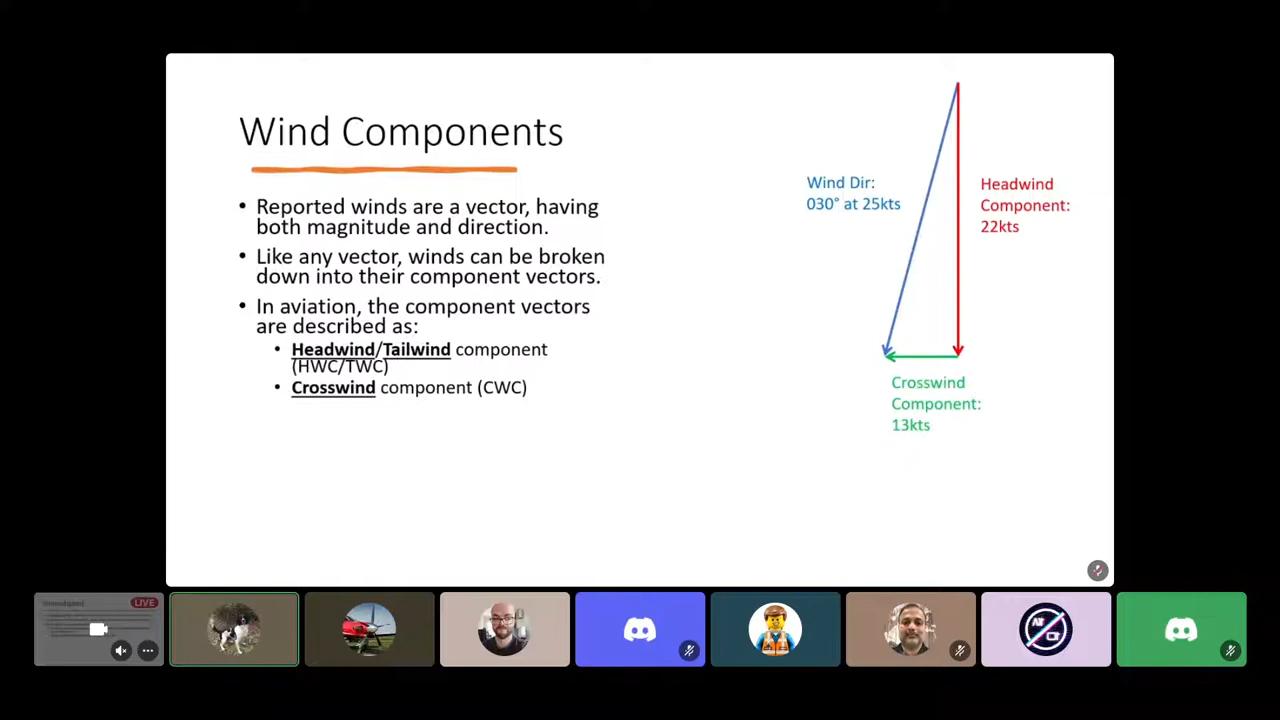 Wind Components
• Reported winds are a vector, having
both magnitude and direction.
• Like any vector, winds can be broken
down into their component vectors.
• In aviation, the component vectors
are described as:
• Headwind/Tailwind component
(HWC/TWC)
• Crosswind component (CWC)
Wind Dir:
030° at 25kts
Headwind
Component:
22kts
Crosswind
Component:
13kts
LIVE